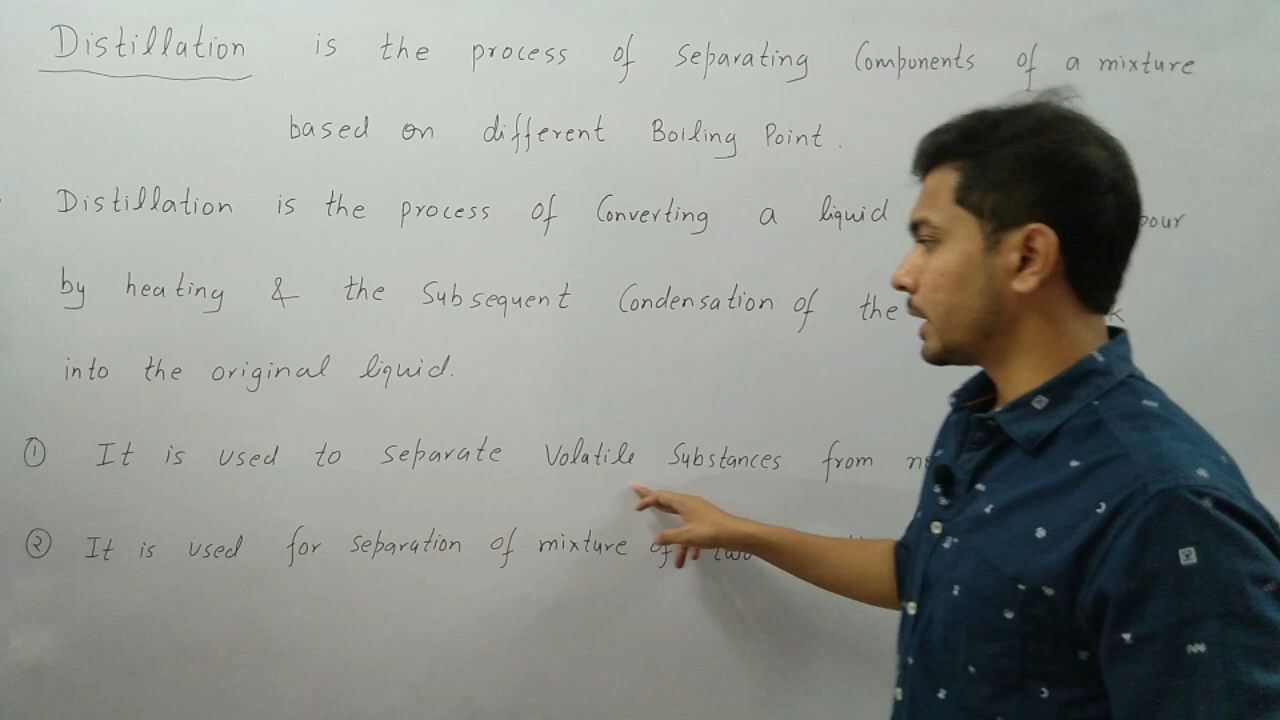 Distillation is the process of separating Components of a mixture
based on different Boiling Point.
Distillation is the process of Converting a liquid
by heating & the Subsequent Condensation of the
into the original liquid.
① It is used to separate Volatile Substances from
② It is used for separation of mixture of two